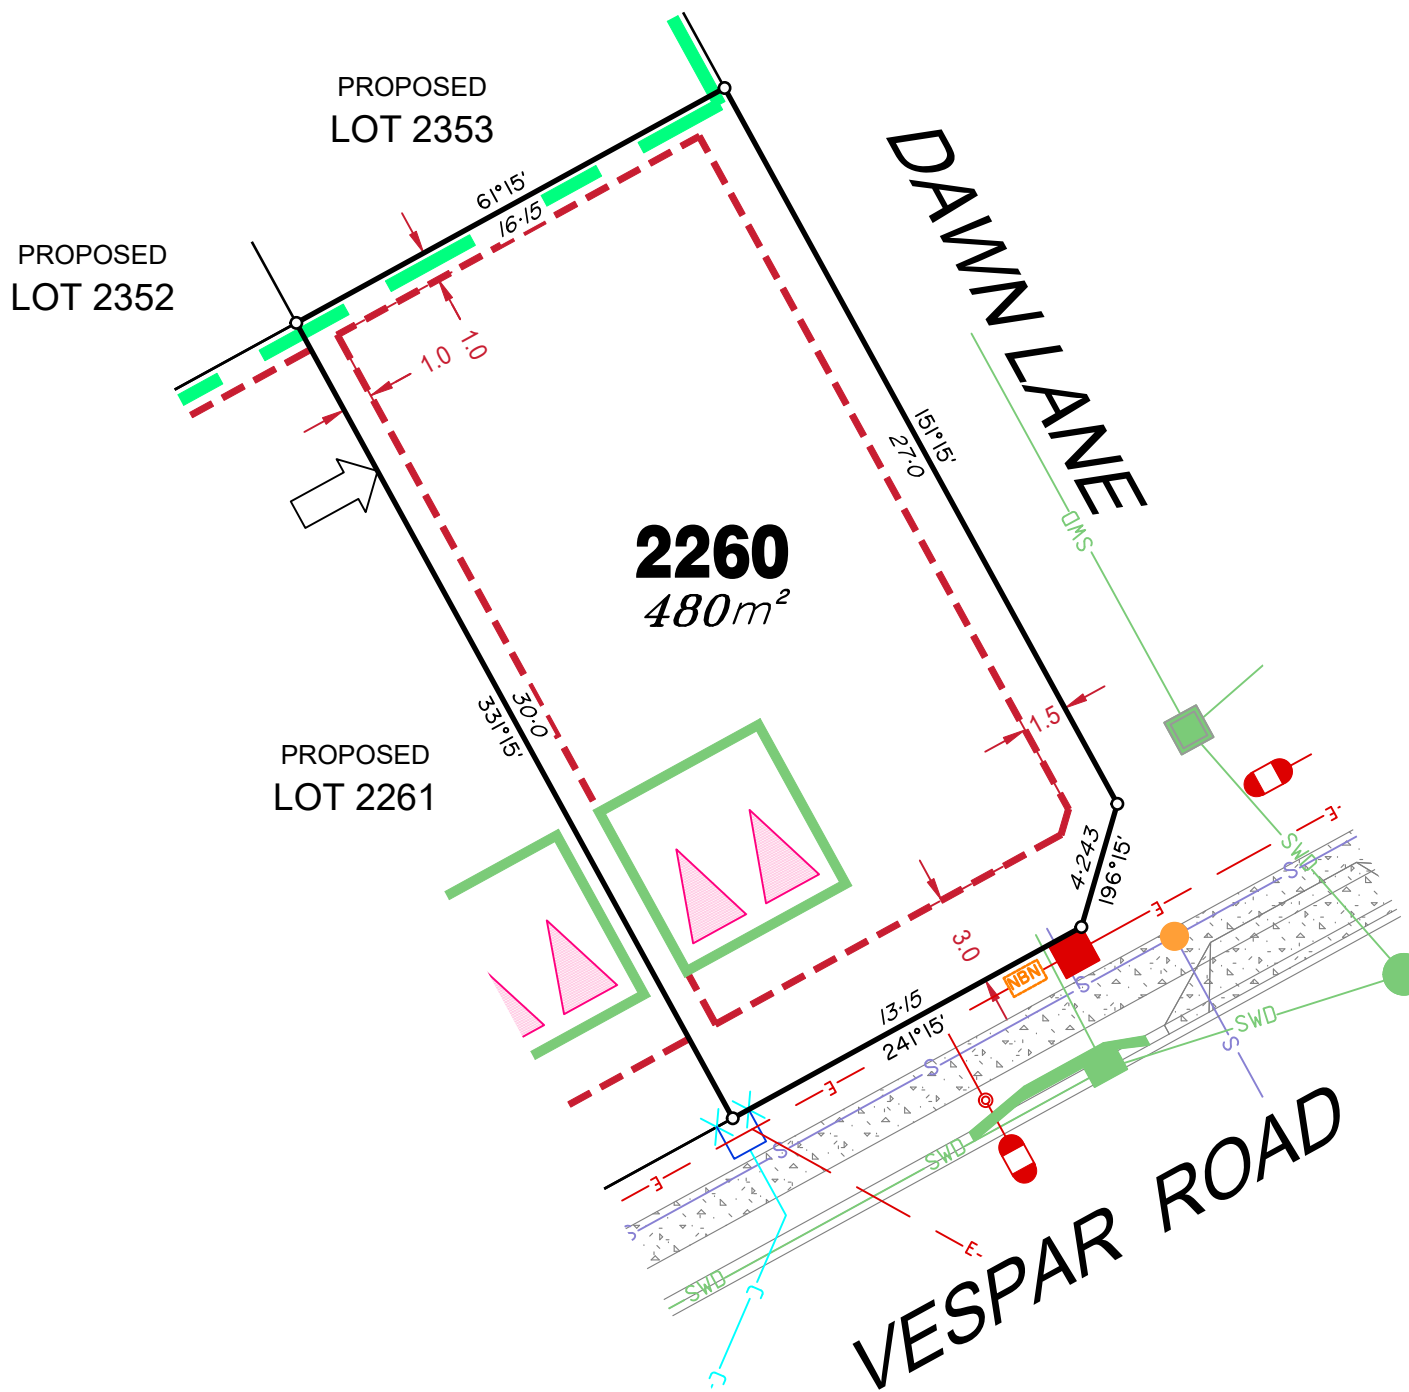 PROPOSED
LOT 2353
PROPOSED
LOT 2352
61°15'
16·15
1.0
1.0
DAWN LANE
151°15'
27·0
SWD
2260
480m²
331°15'
30·0
PROPOSED
LOT 2261
1.5
4·243
196°15'
3.0
NBN
13·15
241°15'
E
E
E
E
E
S
S
S
S
S
S
SWD
SWD
SWD
SWD
VESPAR ROAD